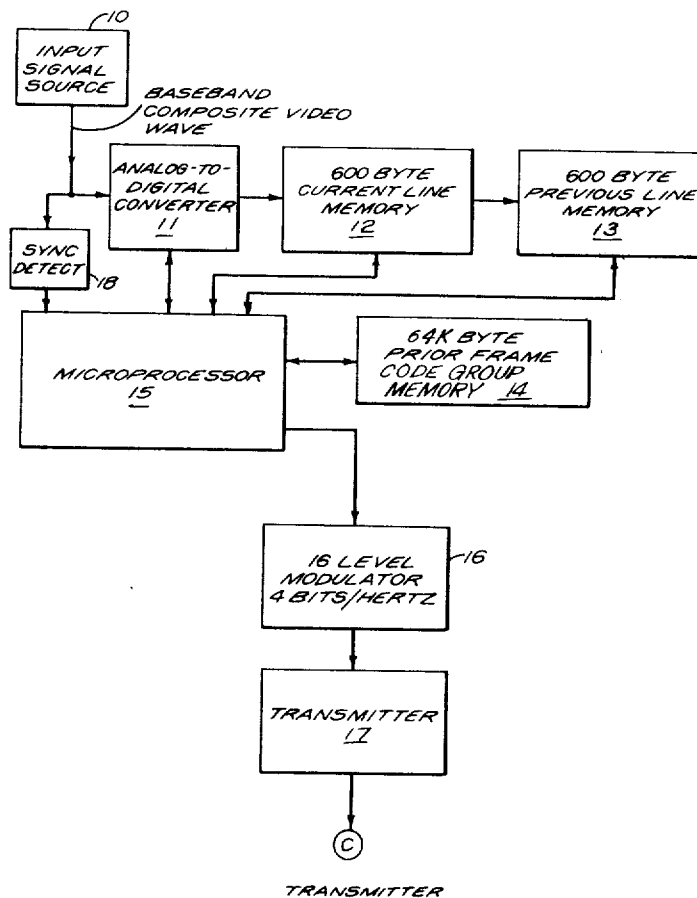 10
INPUT
SIGNAL
SOURCE
BASEBAND
COMPOSITE VIDEO
WAVE
ANALOG-TO-
DIGITAL
CONVERTER
11
600 BYTE
CURRENT LINE
MEMORY
12
600 BYTE
PREVIOUS LINE
MEMORY
13
SYNC
DETECT
18
MICROPROCESSOR
15
64K BYTE
PRIOR FRAME
CODE GROUP
MEMORY 14
16 LEVEL
MODULATOR
4 BITS/HERTZ
16
TRANSMITTER
17
C
TRANSMITTER